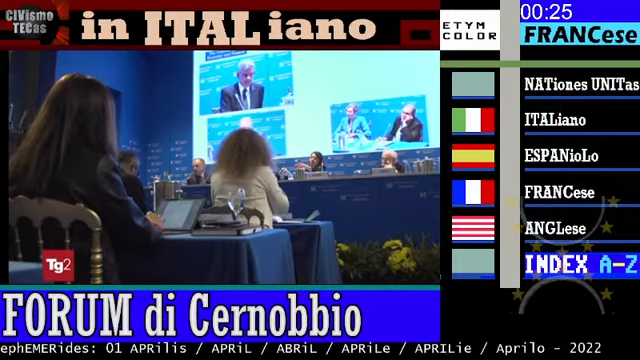 CIVismo
TECas
in ITALiano
ETYM
COLOR
00:25
FRANCese
NATiones UNITas
ITALiano
ESPANioLo
FRANCese
ANGLese
INDEX A-Z
Tg2
FORUM di Cernobbio
ephEMERides: 01 APRilis / APRiL / ABRiL / APRiLe / APRILie / Aprilo - 2022